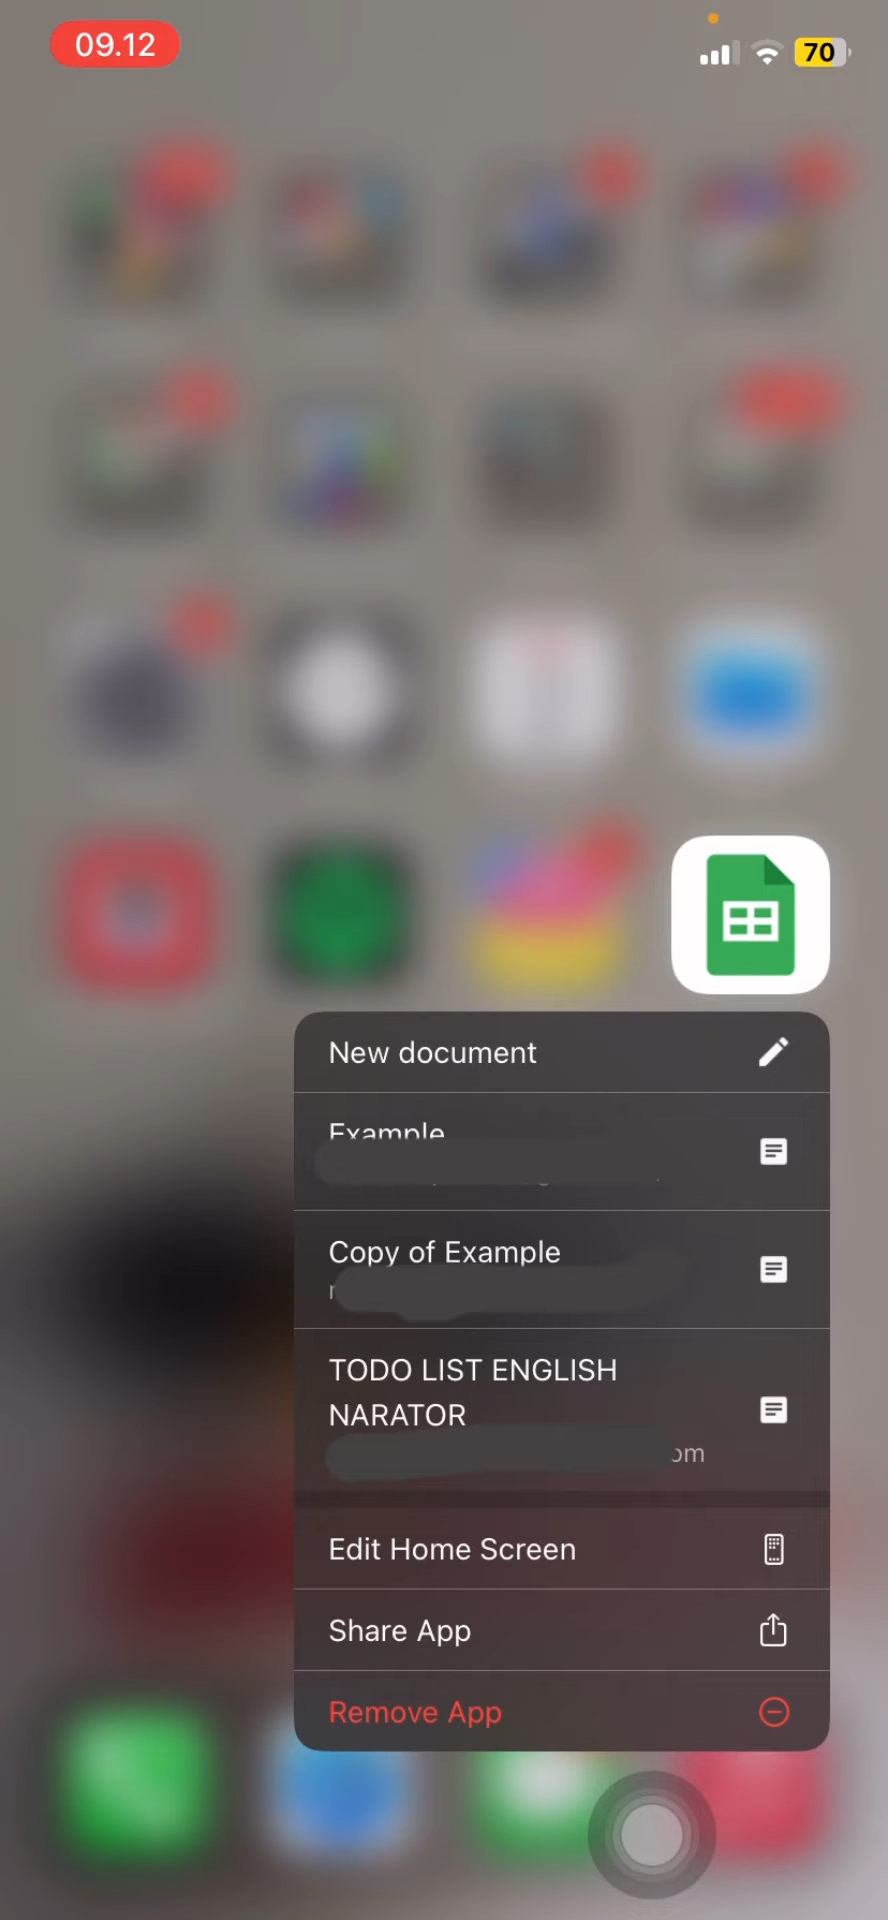 09.12
70
New document
Example
Copy of Example
TODO LIST ENGLISH
NARATOR
om
Edit Home Screen
Share App
Remove App